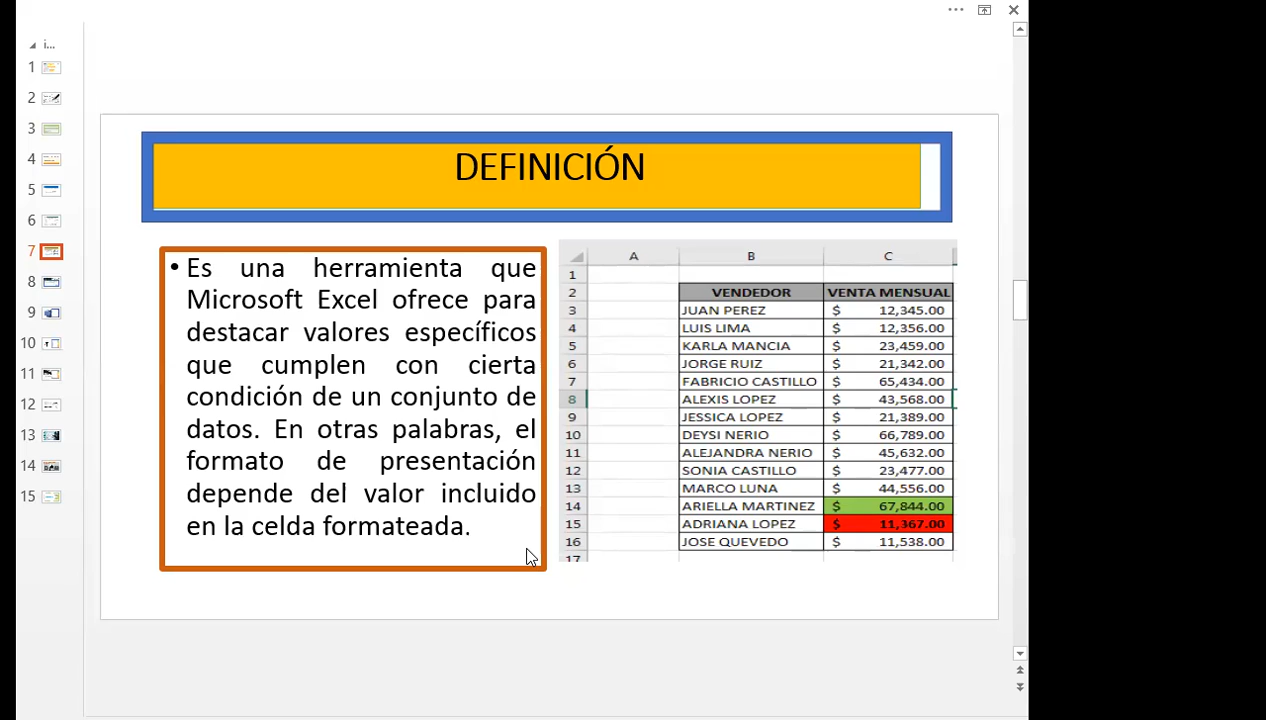 i...
1
2
3
4
5
6
7
8
9
10
11
12
13
14
15
DEFINICIÓN
• Es una herramienta que
Microsoft Excel ofrece para
destacar valores específicos
que cumplen con cierta
condición de un conjunto de
datos. En otras palabras, el
formato de presentación
depende del valor incluido
en la celda formateada.
A B C
1
2 VENDEDOR VENTA MENSUAL
3 JUAN PEREZ $ 12,345.00
4 LUIS LIMA $ 12,356.00
5 KARLA MANCIA $ 23,459.00
6 JORGE RUIZ $ 21,342.00
7 FABRICIO CASTILLO $ 65,434.00
8 ALEXIS LOPEZ $ 43,568.00
9 JESSICA LOPEZ $ 21,389.00
10 DEYSI NERIO $ 66,789.00
11 ALEJANDRA NERIO $ 45,632.00
12 SONIA CASTILLO $ 23,477.00
13 MARCO LUNA $ 44,556.00
14 ARIELLA MARTINEZ $ 67,844.00
15 ADRIANA LOPEZ $ 11,367.00
16 JOSE QUEVEDO $ 11,538.00
17